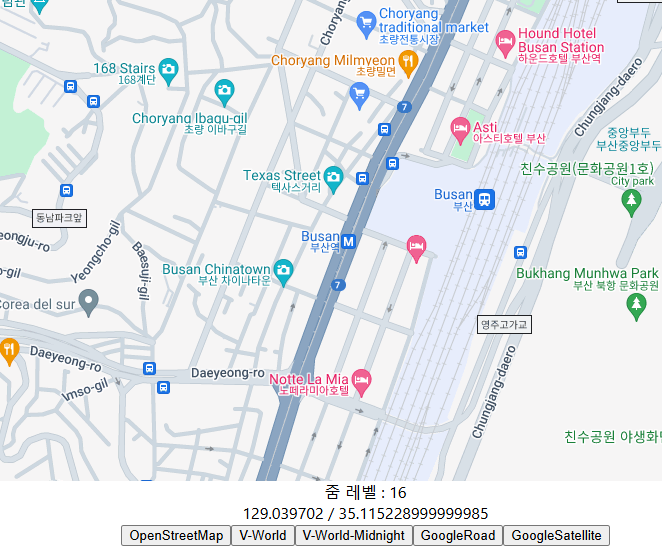 Choryang
Choryang
traditional market
초량전통시장
Hound Hotel
Busan Station
하운드호텔 부산역
Choryang Milmyeon
초량밀면
168 Stairs
168계단
Chungjang-daero
7
Choryang Ibagu-gil
초량 이바구길
Asti
아스티호텔 부산
중앙부두
부산중앙부두
친수공원(문화공원1호)
City park
Texas Street
텍사스거리
Busan
부산
동남파크앞
Yeongcho-gil
Baesuji-gil
Busan
부산역
M
Busan Chinatown
부산 차이나타운
Bukhang Munhwa Park
부산 북항 문화공원
7
Corea del sur
영주고가교
Daeyeong-ro
Daeyeong-ro
Notte La Mia
노떼라미아호텔
Chungjang-daero
친수공원 야생화
줌 레벨 : 16
129.039702 / 35.115228999999985
OpenStreetMap
V-World
V-World-Midnight
GoogleRoad
GoogleSatellite